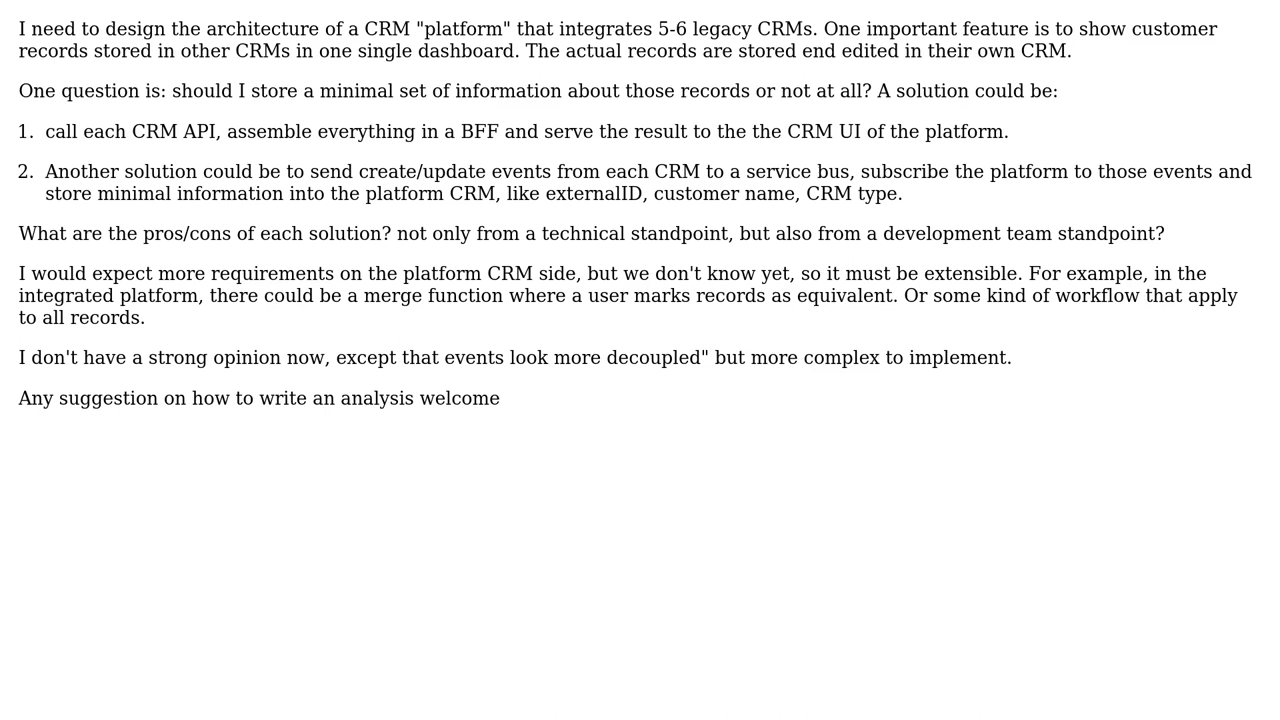 I need to design the architecture of a CRM "platform" that integrates 5-6 legacy CRMs. One important feature is to show customer
records stored in other CRMs in one single dashboard. The actual records are stored end edited in their own CRM.
One question is: should I store a minimal set of information about those records or not at all? A solution could be:
1. call each CRM API, assemble everything in a BFF and serve the result to the the CRM UI of the platform.
2. Another solution could be to send create/update events from each CRM to a service bus, subscribe the platform to those events and
store minimal information into the platform CRM, like externalID, customer name, CRM type.
What are the pros/cons of each solution? not only from a technical standpoint, but also from a development team standpoint?
I would expect more requirements on the platform CRM side, but we don't know yet, so it must be extensible. For example, in the
integrated platform, there could be a merge function where a user marks records as equivalent. Or some kind of workflow that apply
to all records.
I don't have a strong opinion now, except that events look more decoupled" but more complex to implement.
Any suggestion on how to write an analysis welcome